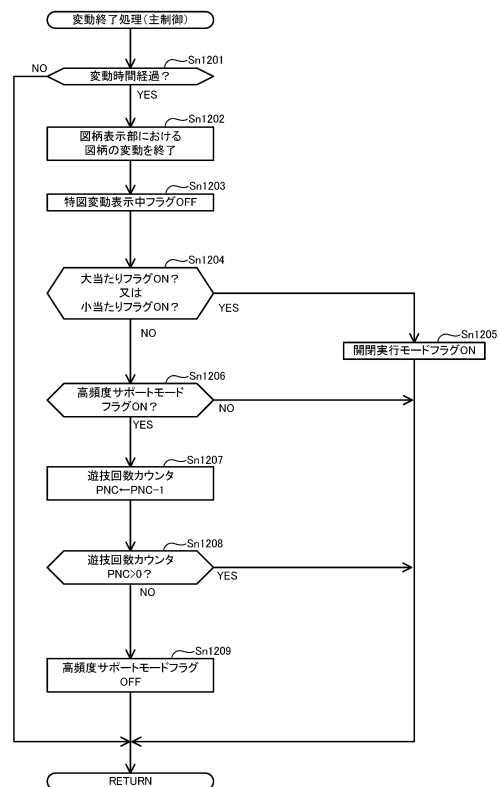 変動終了処理(主制御)
Sn1201
NO
変動時間経過?
YES
Sn1202
図柄表示部における
図柄の変動を終了
Sn1203
特図変動表示中フラグOFF
Sn1204
大当たりフラグON?
又は
小当たりフラグON?
YES
NO
Sn1205
開閉実行モードフラグON
Sn1206
高頻度サポートモード
フラグON?
NO
YES
Sn1207
遊技回数カウンタ
PNC←PNC-1
Sn1208
遊技回数カウンタ
PNC>0?
YES
NO
Sn1209
高頻度サポートモードフラグ
OFF
RETURN